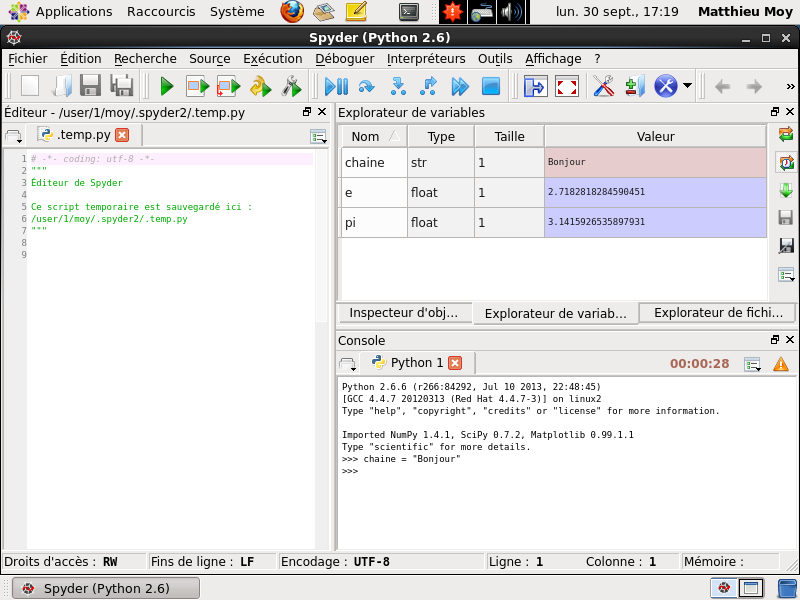 Applications Raccourcis Système lun. 30 sept., 17:19 Matthieu Moy
Spyder (Python 2.6)
Fichier Édition Recherche Source Exécution Déboguer Interpréteurs Outils Affichage ?
Éditeur - /user/1/moy/.spyder2/.temp.py
.temp.py
1 # -*- coding: utf-8 -*-
2 """
3 Éditeur de Spyder
4
5 Ce script temporaire est sauvegardé ici :
6 /user/1/moy/.spyder2/.temp.py
7 """
8
9
Explorateur de variables
Nom Type Taille Valeur
chaine str 1 Bonjour
e float 1 2.7182818284590451
pi float 1 3.1415926535897931
Inspecteur d'obj... Explorateur de variab... Explorateur de fichi...
Console
Python 1 00:00:28
Python 2.6.6 (r266:84292, Jul 10 2013, 22:48:45)
[GCC 4.4.7 20120313 (Red Hat 4.4.7-3)] on linux2
Type "help", "copyright", "credits" or "license" for more information.
Imported NumPy 1.4.1, SciPy 0.7.2, Matplotlib 0.99.1.1
Type "scientific" for more details.
>>> chaine = "Bonjour"
>>>
Droits d'accès : RW Fins de ligne : LF Encodage : UTF-8 Ligne : 1 Colonne : 1 Mémoire :
Spyder (Python 2.6)